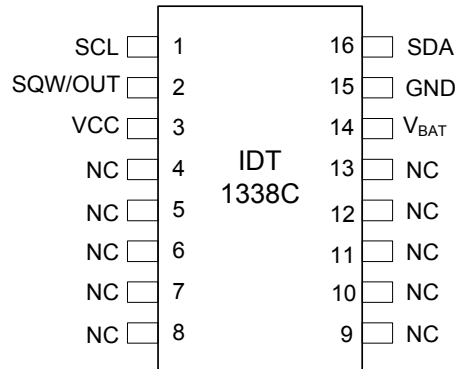 SCL 1 16 SDA
SQW/OUT 2 15 GND
VCC 3 14 VBAT
NC 4 13 NC
IDT
1338C
NC 5 12 NC
NC 6 11 NC
NC 7 10 NC
NC 8 9 NC